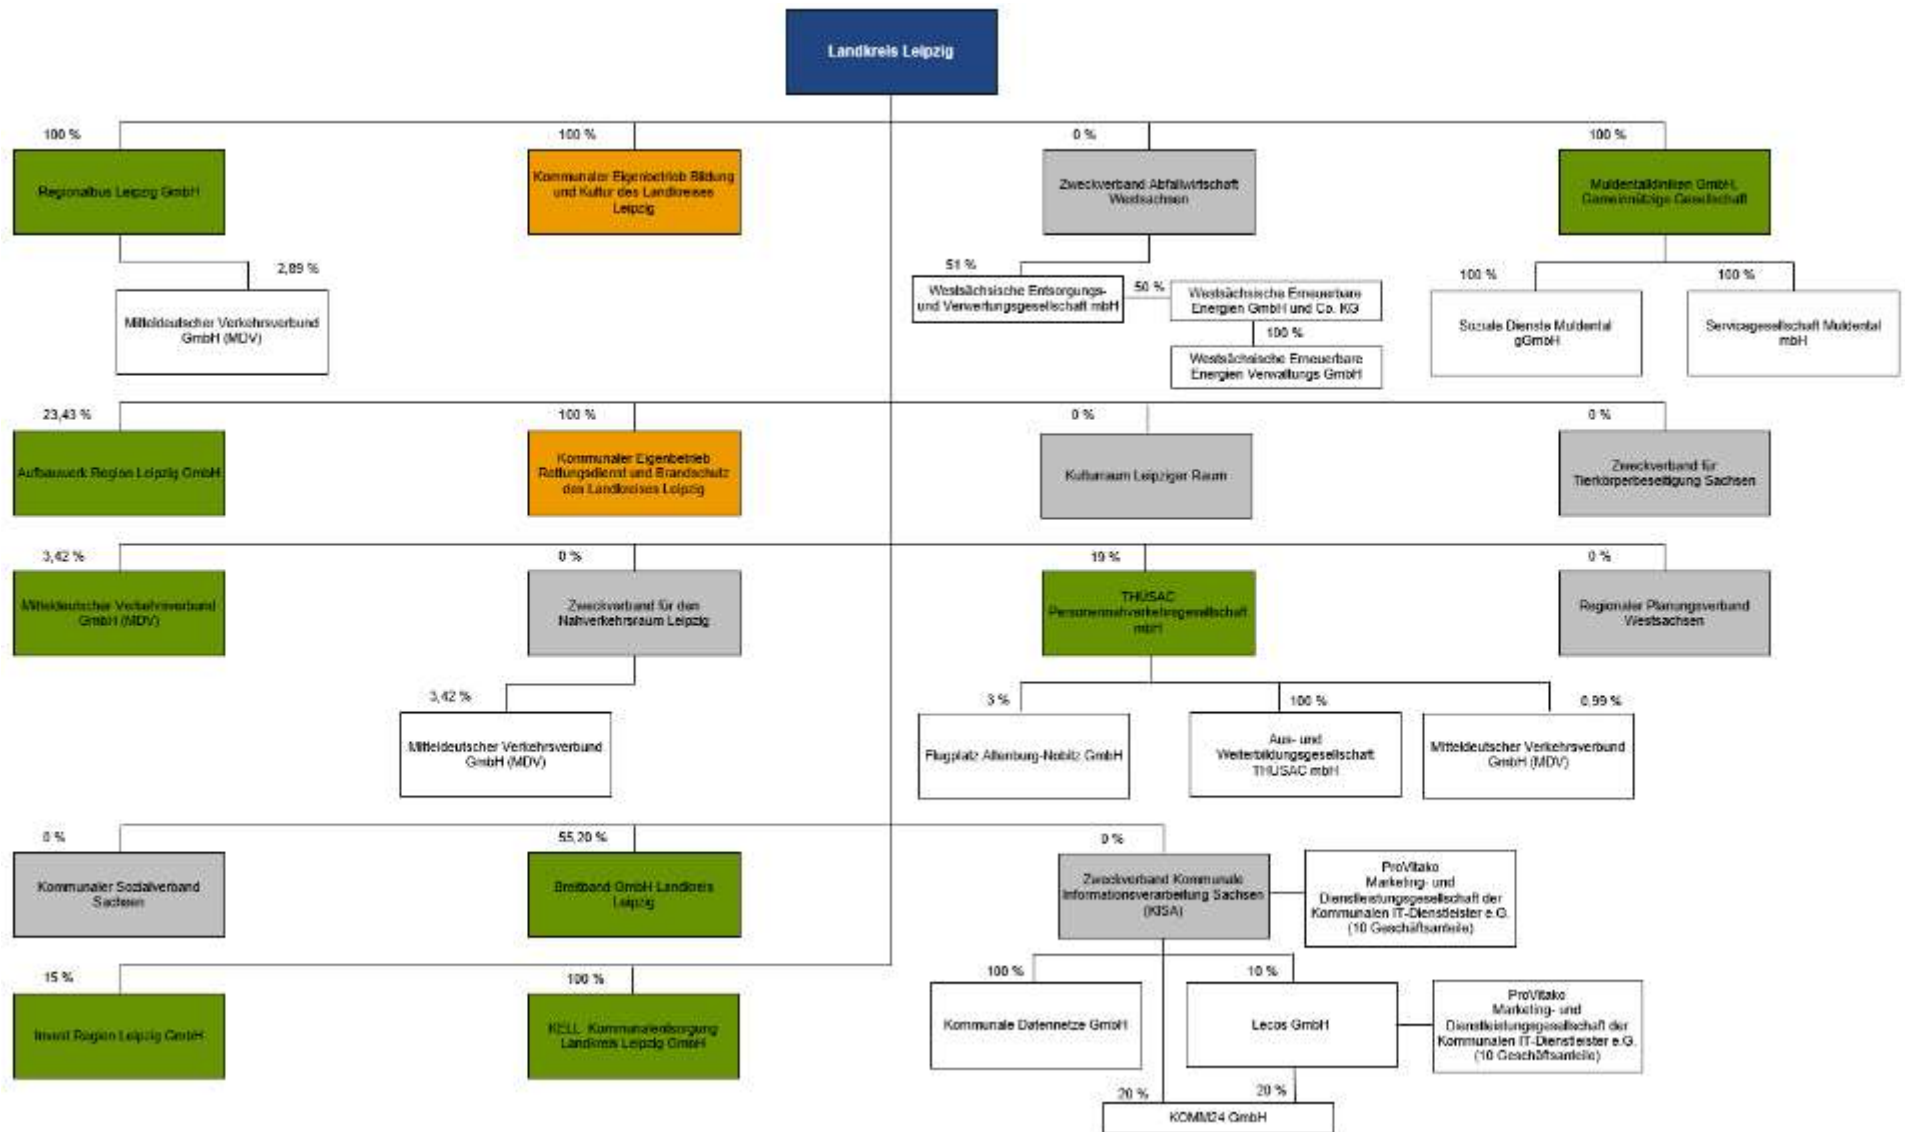 Landkreis Leipzig
100 %
100 %
0 %
100 %
Regionalbus Leipzig GmbH
Kommunaler Eigenbetrieb Bildung
und Kultur des Landkreises
Leipzig
Zweckverband Abfallwirtschaft
Westsachsen
Muldentalkliniken GmbH,
Gemeinnützige Gesellschaft
2,89 %
Mitteldeutscher Verkehrsverbund
GmbH (MDV)
51 %
Westsächsische Entsorgungs-
und Verwertungsgesellschaft mbH
50 %
Westsächsische Erneuerbare
Energien GmbH und Co. KG
100 %
Westsächsische Erneuerbare
Energien Verwaltungs GmbH
100 %
Soziale Dienste Muldental
gGmbH
100 %
Servicegesellschaft Muldental
mbH
23,43 %
100 %
0 %
0 %
Aufbauwerk Region Leipzig GmbH
Kommunaler Eigenbetrieb
Rettungsdienst und Brandschutz
des Landkreises Leipzig
Kulturraum Leipziger Raum
Zweckverband für
Tierkörperbeseitigung Sachsen
3,42 %
0 %
19 %
0 %
Mitteldeutscher Verkehrsverbund
GmbH (MDV)
Zweckverband für den
Nahverkehrsraum Leipzig
THÜSAC
Personennahverkehrsgesellschaft
mbH
Regionaler Planungsverband
Westsachsen
3,42 %
Mitteldeutscher Verkehrsverbund
GmbH (MDV)
3 %
Flugplatz Altenburg-Nobitz GmbH
100 %
Aus- und
Weiterbildungsgesellschaft
THÜSAC mbH
0,99 %
Mitteldeutscher Verkehrsverbund
GmbH (MDV)
0 %
55,20 %
0 %
Kommunaler Sozialverband
Sachsen
Breitband GmbH Landkreis
Leipzig
Zweckverband Kommunale
Informationsverarbeitung Sachsen
(KISA)
ProVitako
Marketing- und
Dienstleistungsgesellschaft der
Kommunalen IT-Dienstleister e.G.
(10 Geschäftsanteile)
15 %
100 %
Invest Region Leipzig GmbH
KELL Kommunalentsorgung
Landkreis Leipzig GmbH
100 %
Kommunale Datennetze GmbH
10 %
Lecos GmbH
ProVitako
Marketing- und
Dienstleistungsgesellschaft der
Kommunalen IT-Dienstleister e.G.
(10 Geschäftsanteile)
20 %
20 %
KOMM24 GmbH